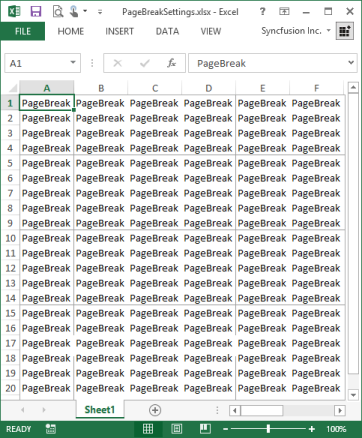 PageBreakSettings.xlsx - Excel
FILE HOME INSERT DATA VIEW Syncfusion Inc.
A1 fx PageBreak
A B C D E F
1 PageBreak PageBreak PageBreak PageBreak PageBreak PageBreak
2 PageBreak PageBreak PageBreak PageBreak PageBreak PageBreak
3 PageBreak PageBreak PageBreak PageBreak PageBreak PageBreak
4 PageBreak PageBreak PageBreak PageBreak PageBreak PageBreak
5 PageBreak PageBreak PageBreak PageBreak PageBreak PageBreak
6 PageBreak PageBreak PageBreak PageBreak PageBreak PageBreak
7 PageBreak PageBreak PageBreak PageBreak PageBreak PageBreak
8 PageBreak PageBreak PageBreak PageBreak PageBreak PageBreak
9 PageBreak PageBreak PageBreak PageBreak PageBreak PageBreak
10 PageBreak PageBreak PageBreak PageBreak PageBreak PageBreak
11 PageBreak PageBreak PageBreak PageBreak PageBreak PageBreak
12 PageBreak PageBreak PageBreak PageBreak PageBreak PageBreak
13 PageBreak PageBreak PageBreak PageBreak PageBreak PageBreak
14 PageBreak PageBreak PageBreak PageBreak PageBreak PageBreak
15 PageBreak PageBreak PageBreak PageBreak PageBreak PageBreak
16 PageBreak PageBreak PageBreak PageBreak PageBreak PageBreak
17 PageBreak PageBreak PageBreak PageBreak PageBreak PageBreak
18 PageBreak PageBreak PageBreak PageBreak PageBreak PageBreak
19 PageBreak PageBreak PageBreak PageBreak PageBreak PageBreak
20 PageBreak PageBreak PageBreak PageBreak PageBreak PageBreak
Sheet1
READY 100%